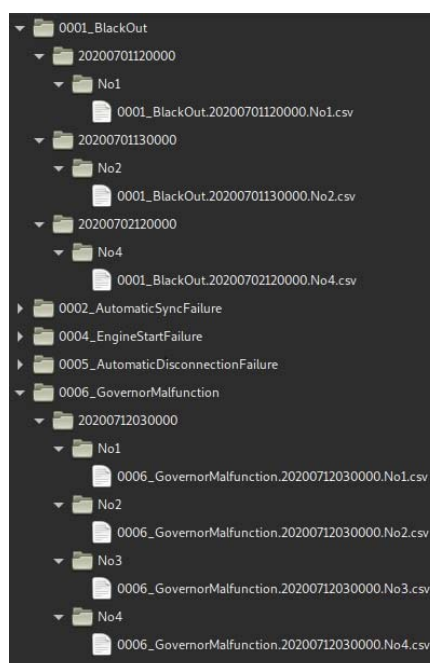 0001_BlackOut
20200701120000
No1
0001_BlackOut.20200701120000.No1.csv
20200701130000
No2
0001_BlackOut.20200701130000.No2.csv
20200702120000
No4
0001_BlackOut.20200702120000.No4.csv
0002_AutomaticSyncFailure
0004_EngineStartFailure
0005_AutomaticDisconnectionFailure
0006_GovernorMalfunction
20200712030000
No1
0006_GovernorMalfunction.20200712030000.No1.csv
No2
0006_GovernorMalfunction.20200712030000.No2.csv
No3
0006_GovernorMalfunction.20200712030000.No3.csv
No4
0006_GovernorMalfunction.20200712030000.No4.csv